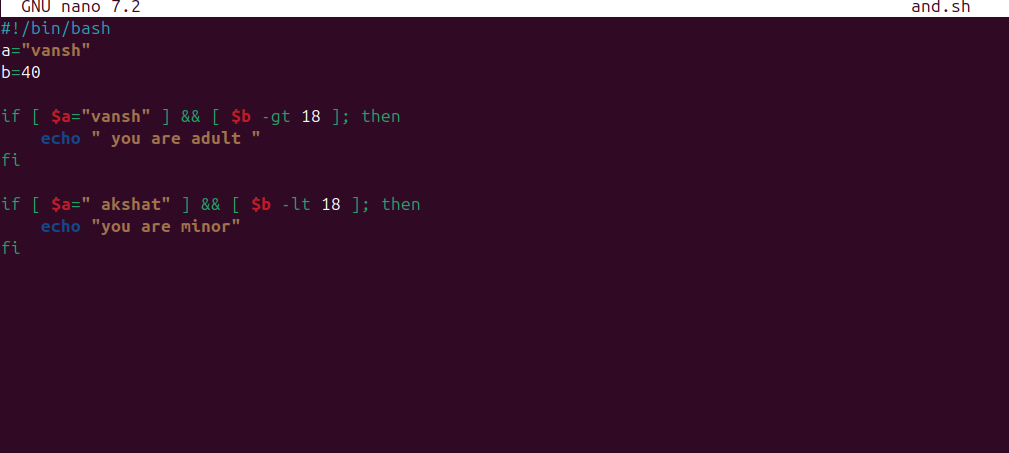 GNU nano 7.2 and.sh
#!/bin/bash
a="vansh"
b=40
if [ $a="vansh" ] && [ $b -gt 18 ]; then
    echo " you are adult "
fi
if [ $a=" akshat" ] && [ $b -lt 18 ]; then
    echo "you are minor"
fi